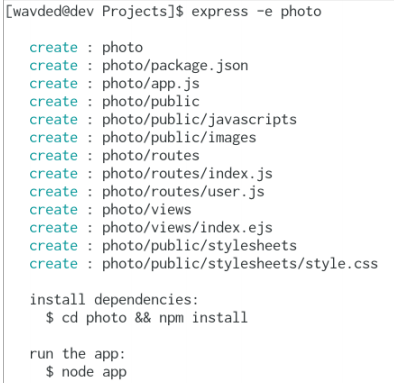 [wavded@dev Projects]$ express -e photo
create : photo
create : photo/package.json
create : photo/app.js
create : photo/public
create : photo/public/javascripts
create : photo/public/images
create : photo/routes
create : photo/routes/index.js
create : photo/routes/user.js
create : photo/views
create : photo/views/index.ejs
create : photo/public/stylesheets
create : photo/public/stylesheets/style.css
install dependencies:
$ cd photo && npm install
run the app:
$ node app